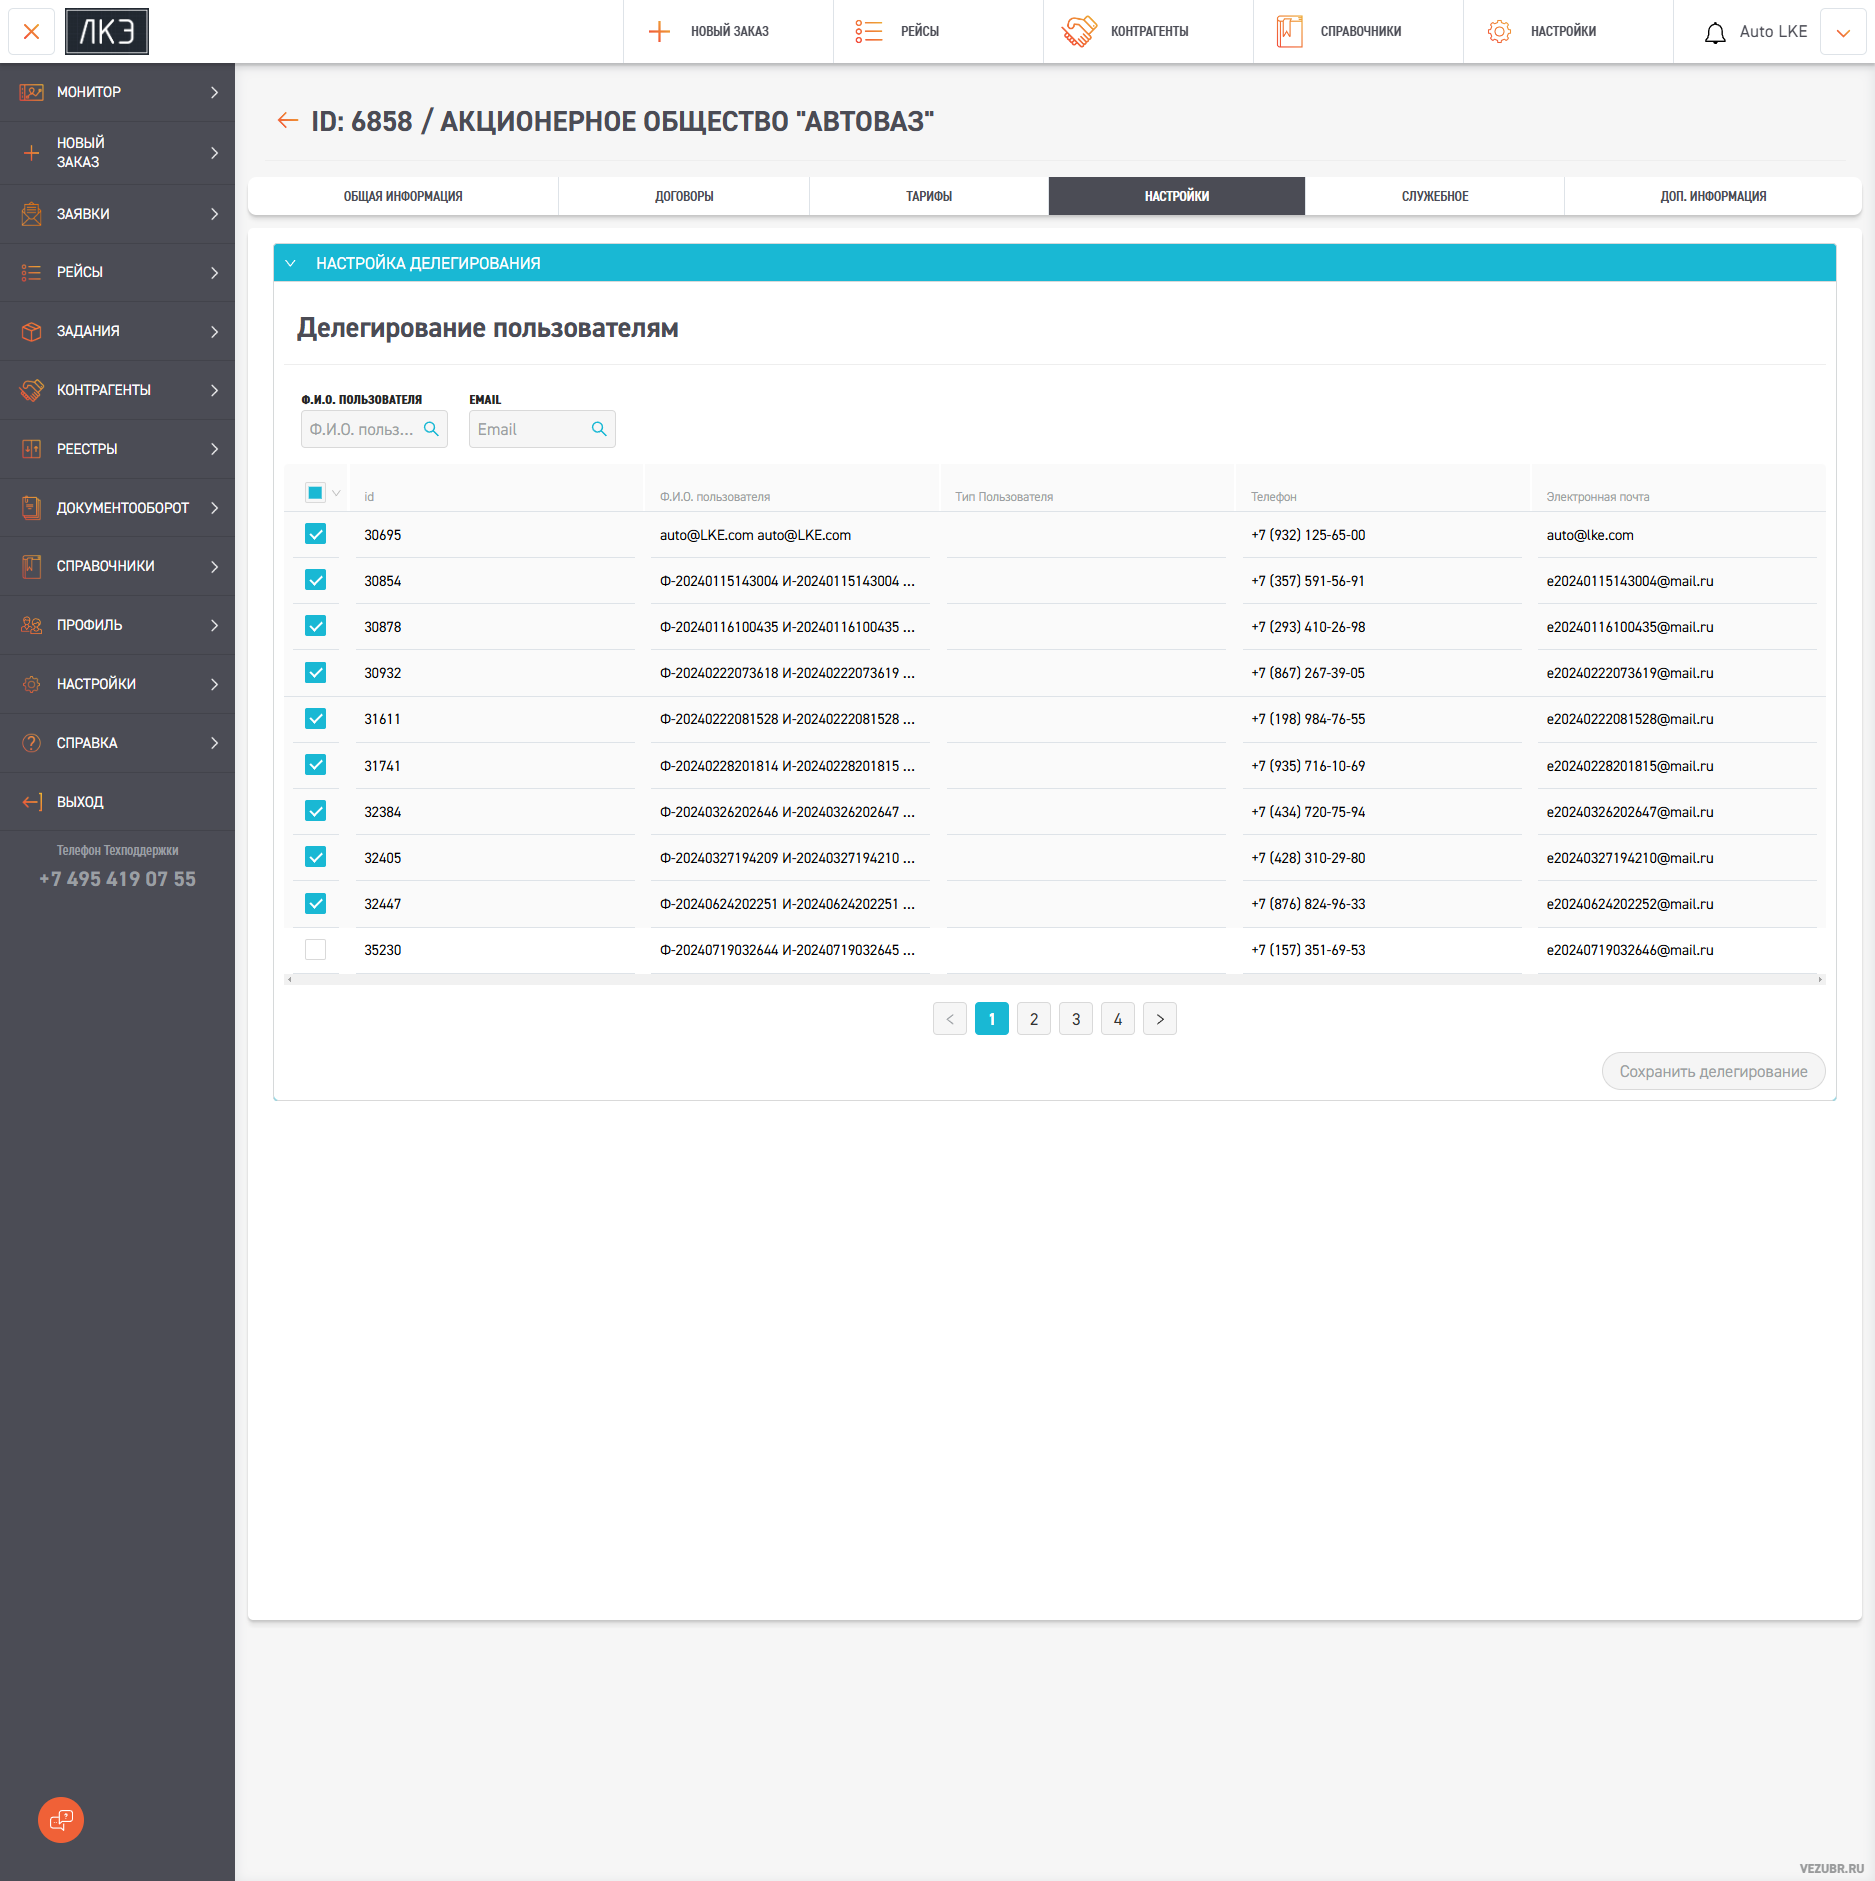 ЛКЭ
НОВЫЙ ЗАКАЗ
РЕЙСЫ
КОНТРАГЕНТЫ
СПРАВОЧНИКИ
НАСТРОЙКИ
Auto LKE
МОНИТОР
НОВЫЙ
ЗАКАЗ
ЗАЯВКИ
РЕЙСЫ
ЗАДАНИЯ
КОНТРАГЕНТЫ
РЕЕСТРЫ
ДОКУМЕНТООБОРОТ
СПРАВОЧНИКИ
ПРОФИЛЬ
НАСТРОЙКИ
СПРАВКА
ВЫХОД
Телефон Техподдержки
+7 495 419 07 55
ID: 6858 / АКЦИОНЕРНОЕ ОБЩЕСТВО "АВТОВАЗ"
ОБЩАЯ ИНФОРМАЦИЯ
ДОГОВОРЫ
ТАРИФЫ
НАСТРОЙКИ
СЛУЖЕБНОЕ
ДОП. ИНФОРМАЦИЯ
НАСТРОЙКА ДЕЛЕГИРОВАНИЯ
Делегирование пользователям
Ф.И.О. ПОЛЬЗОВАТЕЛЯ
EMAIL
Ф.И.О. польз...
Email
id Ф.И.О. пользователя Тип Пользователя Телефон Электронная почта
30695 auto@LKE.com auto@LKE.com +7 (932) 125-65-00 auto@lke.com
30854 Ф-20240115143004 И-20240115143004 ... +7 (357) 591-56-91 e20240115143004@mail.ru
30878 Ф-20240116100435 И-20240116100435 ... +7 (293) 410-26-98 e20240116100435@mail.ru
30932 Ф-20240222073618 И-20240222073619 ... +7 (867) 267-39-05 e20240222073619@mail.ru
31611 Ф-20240222081528 И-20240222081528 ... +7 (198) 984-76-55 e20240222081528@mail.ru
31741 Ф-20240228201814 И-20240228201815 ... +7 (935) 716-10-69 e20240228201815@mail.ru
32384 Ф-20240326202646 И-20240326202647 ... +7 (434) 720-75-94 e20240326202647@mail.ru
32405 Ф-20240327194209 И-20240327194210 ... +7 (428) 310-29-80 e20240327194210@mail.ru
32447 Ф-20240624202251 И-20240624202251 ... +7 (876) 824-96-33 e20240624202252@mail.ru
35230 Ф-20240719032644 И-20240719032645 ... +7 (157) 351-69-53 e20240719032646@mail.ru
< 1 2 3 4 >
Сохранить делегирование
VEZUBR.RU